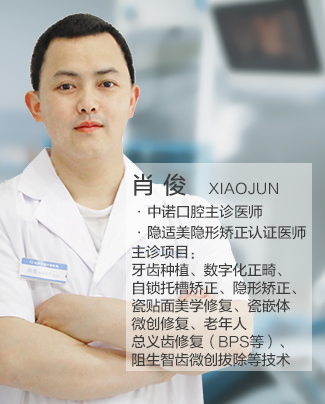 肖俊 XIAOJUN
· 中诺口腔主诊医师
· 隐适美隐形矫正认证医师
主诊项目：
牙齿种植、数字化正畸、
自锁托槽矫正、隐形矫正、
瓷贴面美学修复、瓷嵌体
微创修复、老年人
总义齿修复（BPS等）、
阻生智齿微创拔除等技术